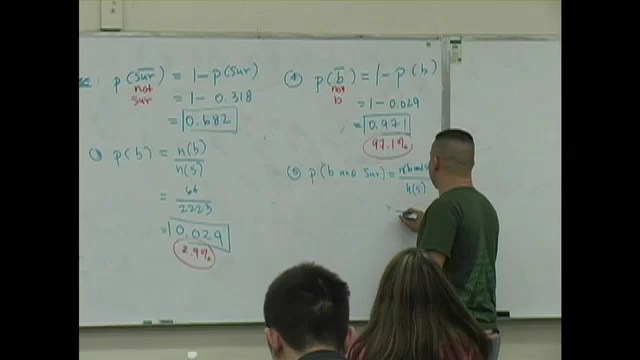 p(S̅u̅r̅) = 1 - p(sur)
not
sur
= 1 - 0.318
= 0.682
③ p(b) = n(b)
n(s)
= 64
2223
= 0.029
2.9%
④ p(b̅) = 1 - p(b)
not
b
= 1 - 0.029
= 0.971
97.1%
⑤ p(b and sur) = n(b and
n(s)
=